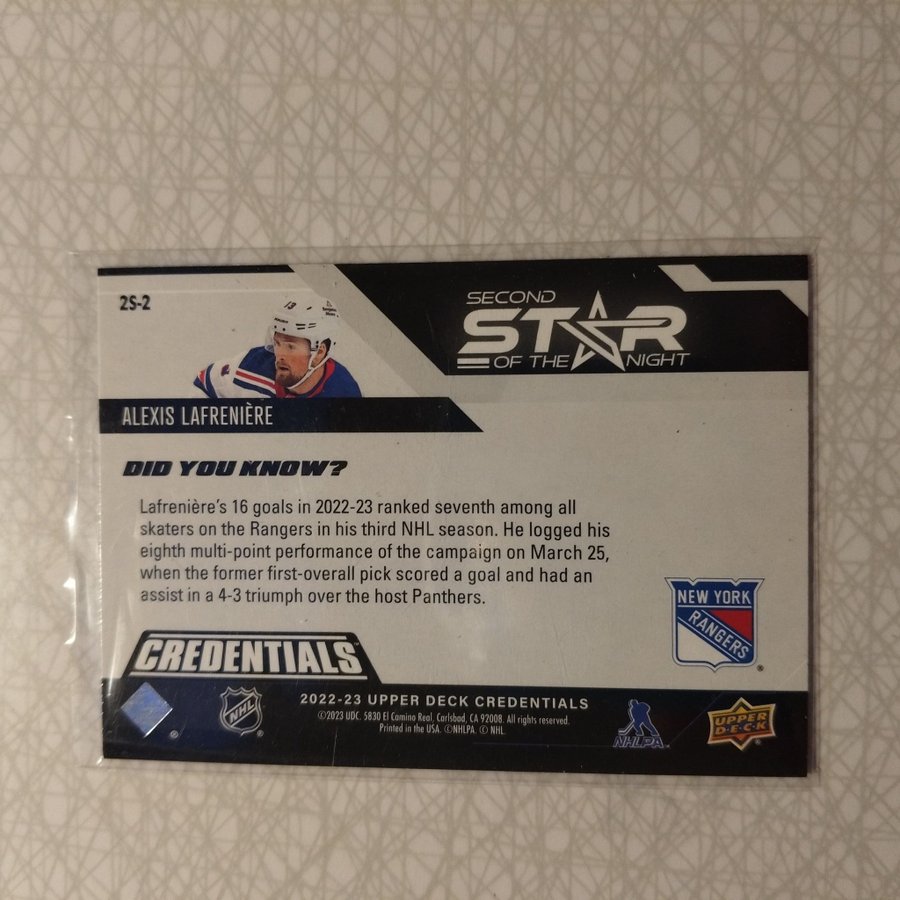 2S-2
13
SECOND
STAR
OF THE NIGHT
ALEXIS LAFRENIÈRE
DID YOU KNOW?
Lafrenière's 16 goals in 2022-23 ranked seventh among all
skaters on the Rangers in his third NHL season. He logged his
eighth multi-point performance of the campaign on March 25,
when the former first-overall pick scored a goal and had an
assist in a 4-3 triumph over the host Panthers.
NEW YORK
RANGERS
®
CREDENTIALS™
2022-23 UPPER DECK CREDENTIALS
©2023 UDC. 5830 El Camino Real, Carlsbad, CA 92008. All rights reserved.
Printed in the USA. ©NHLPA. © NHL.
®
NHL
®
NHLPA
UPPER
DECK
®